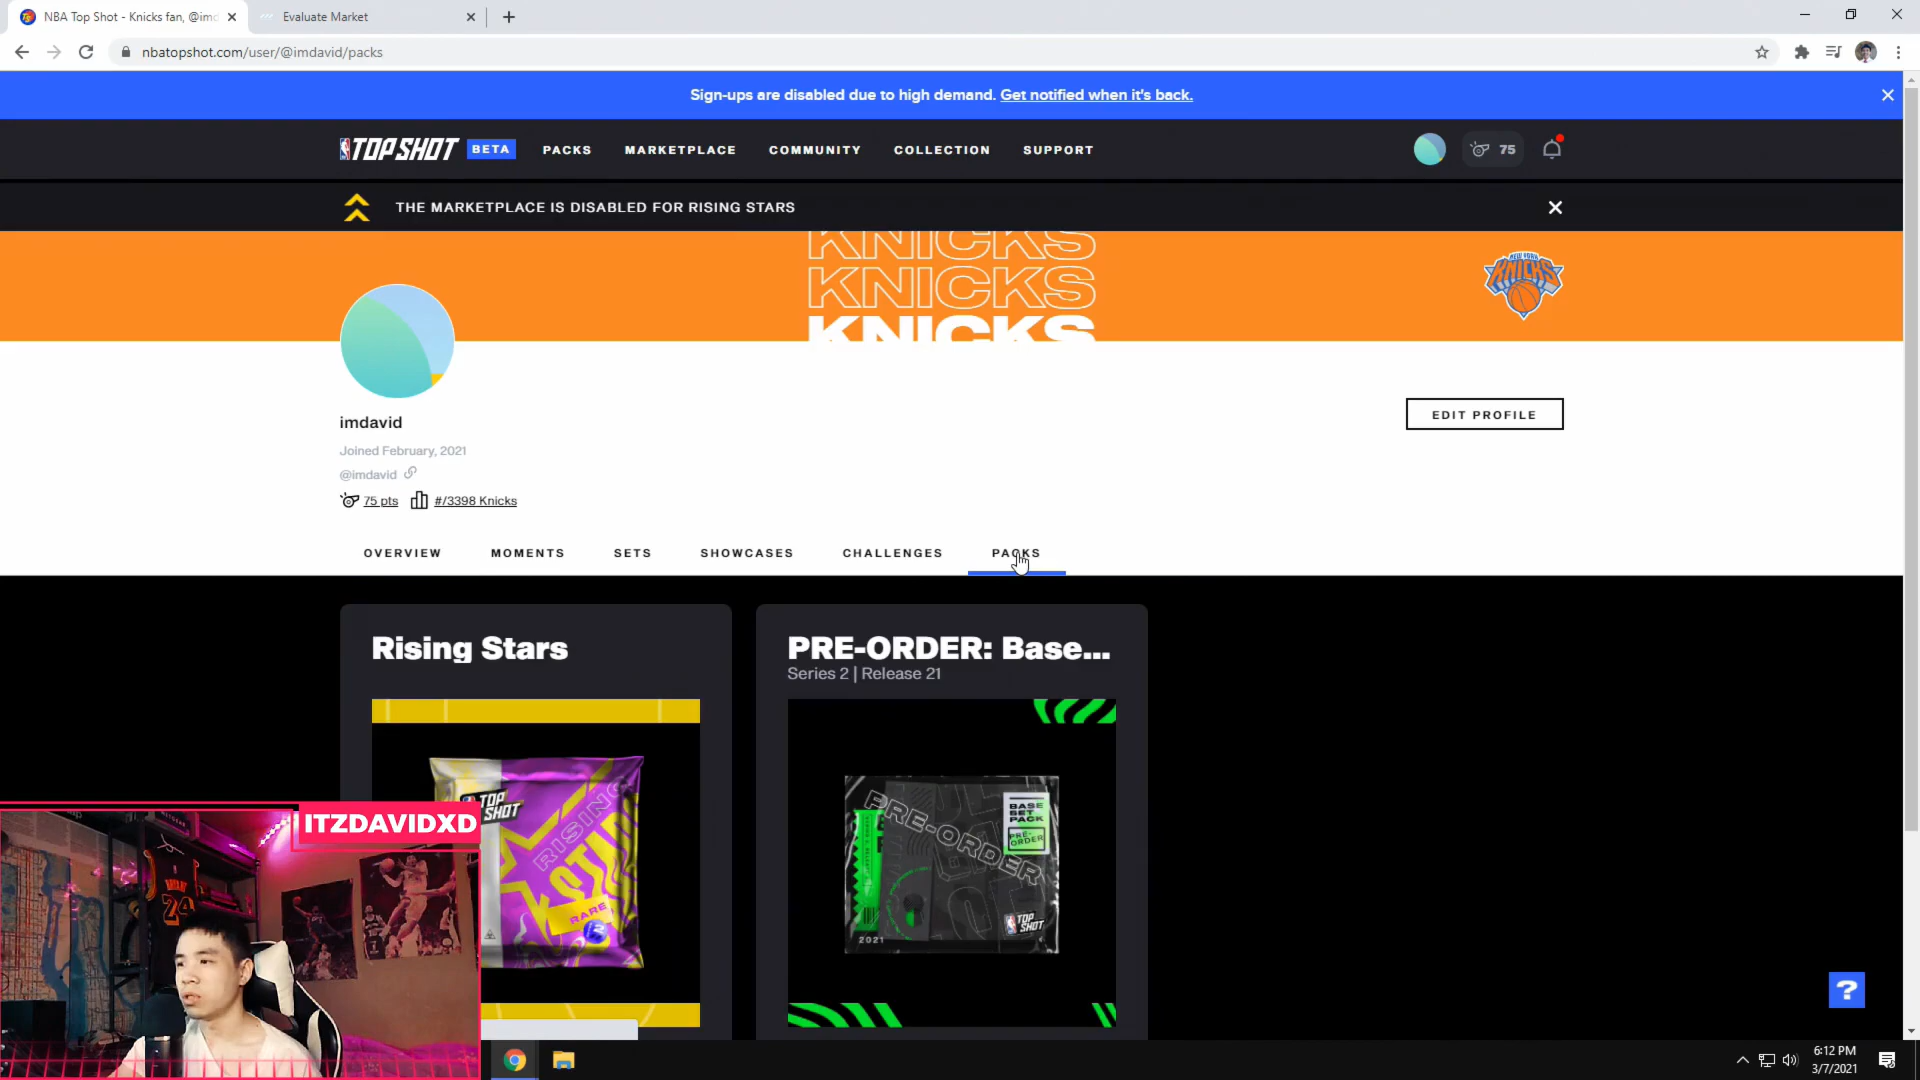 NBA Top Shot - Knicks fan, @imd
Evaluate Market
nbatopshot.com/user/@imdavid/packs
Sign-ups are disabled due to high demand. Get notified when it's back.
TOP SHOT BETA PACKS MARKETPLACE COMMUNITY COLLECTION SUPPORT 75
THE MARKETPLACE IS DISABLED FOR RISING STARS
KNICKS
KNICKS
KNICKS
NEW YORK
KNICKS
imdavid
EDIT PROFILE
Joined February, 2021
@imdavid
75 pts #/3398 Knicks
OVERVIEW MOMENTS SETS SHOWCASES CHALLENGES PACKS
Rising Stars
PRE-ORDER: Base...
Series 2 | Release 21
TOP SHOT
RISING
RARE
PRE-ORDER
BASE
SET
PACK
PRE-
ORDER
TOP SHOT
2021
ITZDAVIDXD
24
?
6:12 PM
3/7/2021